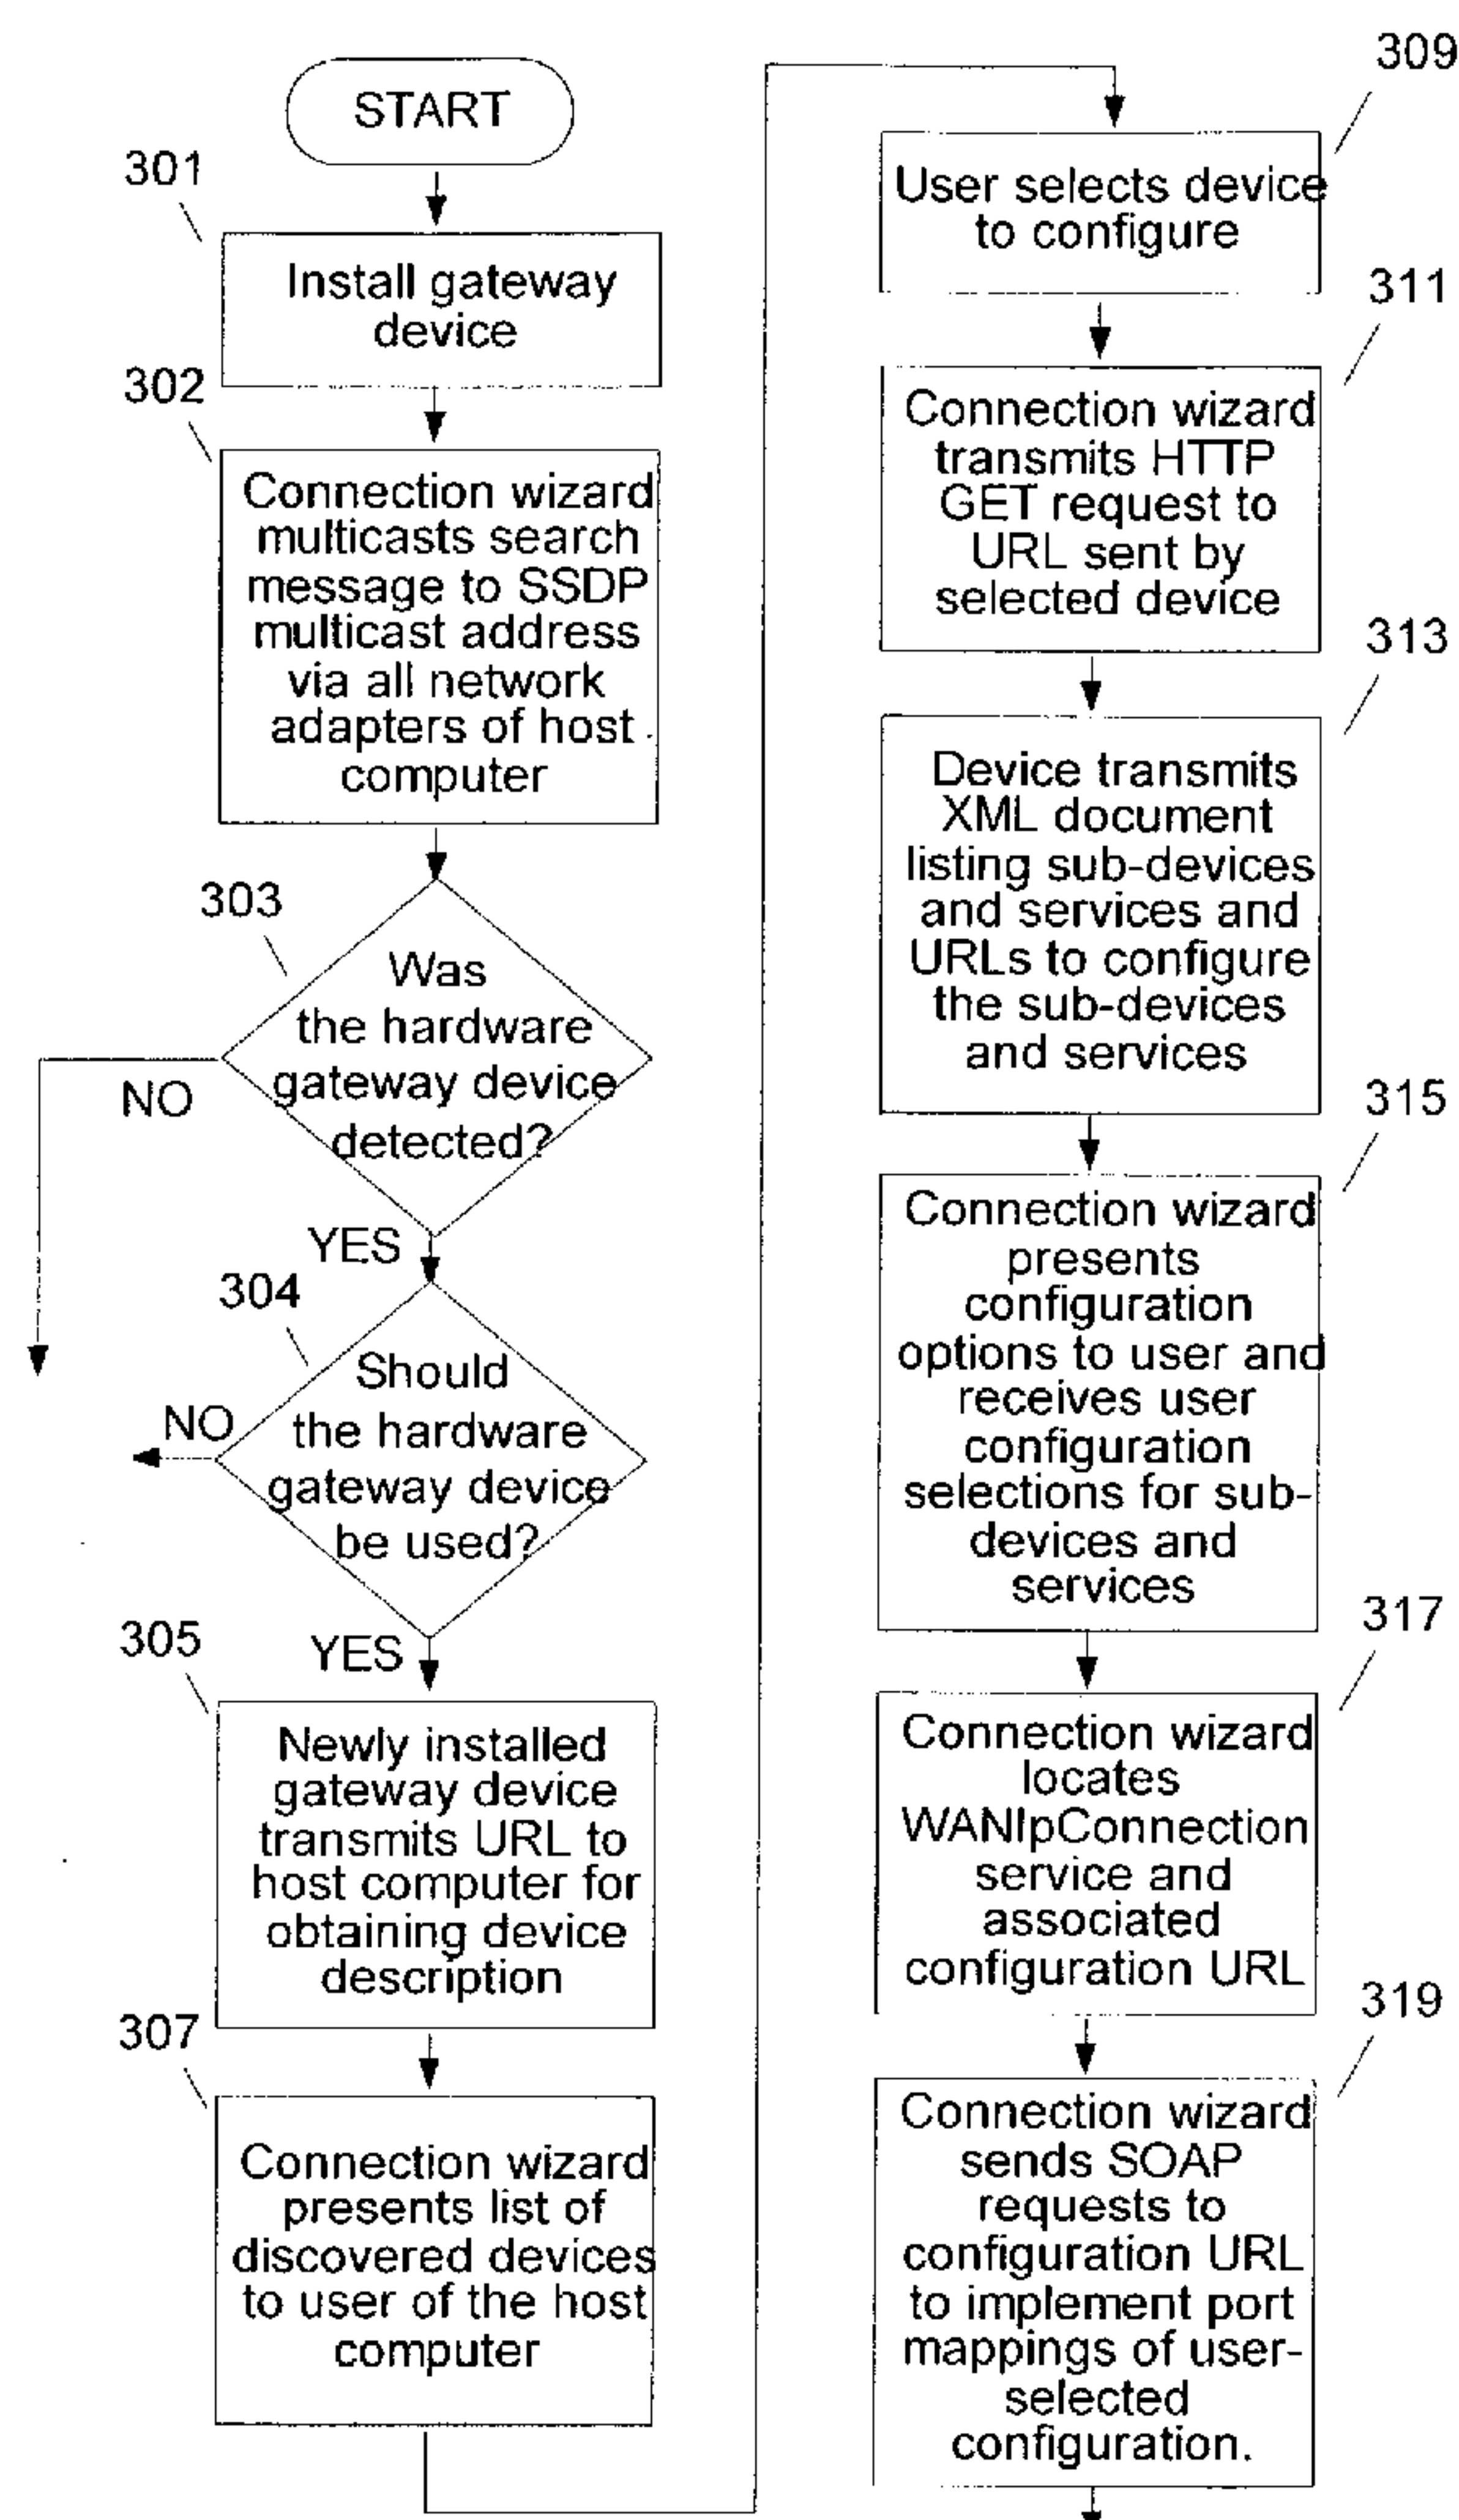 START
301
Install gateway
device
302
Connection wizard
multicasts search
message to SSDP
multicast address
via all network
adapters of host
computer
303
Was
the hardware
gateway device
detected?
NO
YES
304
Should
the hardware
gateway device
be used?
NO
YES
305
Newly installed
gateway device
transmits URL to
host computer for
obtaining device
description
307
Connection wizard
presents list of
discovered devices
to user of the host
computer
309
User selects device
to configure
311
Connection wizard
transmits HTTP
GET request to
URL sent by
selected device
313
Device transmits
XML document
listing sub-devices
and services and
URLs to configure
the sub-devices
and services
315
Connection wizard
presents
configuration
options to user and
receives user
configuration
selections for sub-
devices and
services
317
Connection wizard
locates
WANIpConnection
service and
associated
configuration URL
319
Connection wizard
sends SOAP
requests to
configuration URL
to implement port
mappings of user-
selected
configuration.